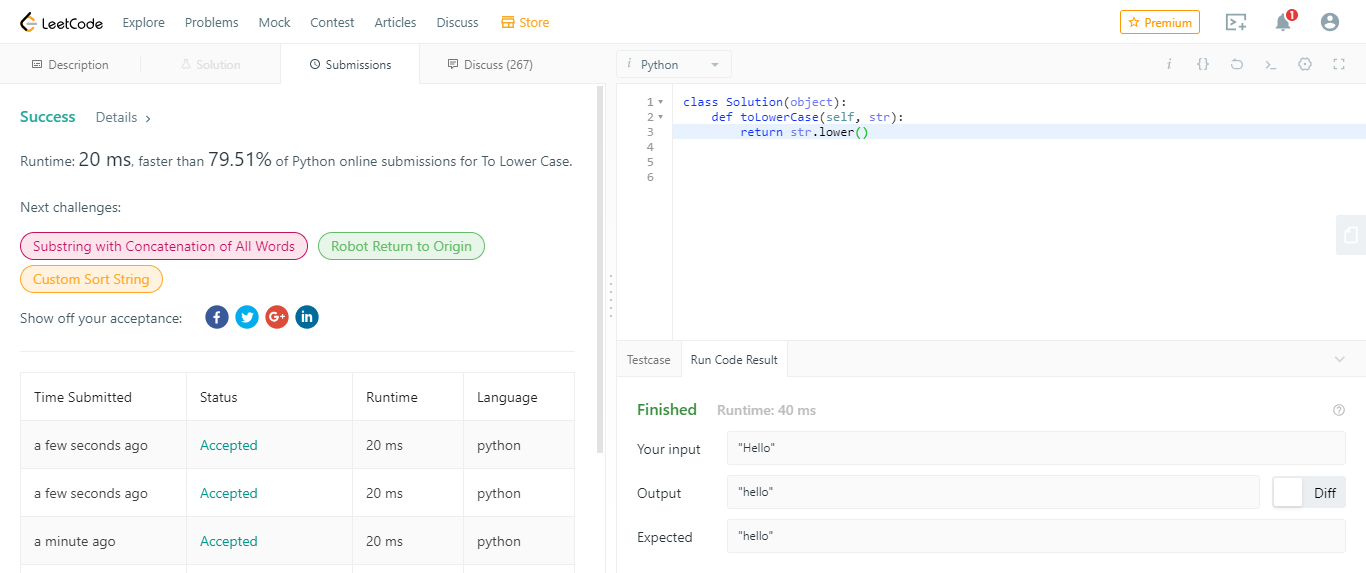 LeetCode Explore Problems Mock Contest Articles Discuss Store Premium 1
Description Solution Submissions Discuss (267)
Success Details
Runtime: 20 ms, faster than 79.51% of Python online submissions for To Lower Case.
Next challenges:
Substring with Concatenation of All Words Robot Return to Origin
Custom Sort String
Show off your acceptance: f G+ in
Time Submitted Status Runtime Language
a few seconds ago Accepted 20 ms python
a few seconds ago Accepted 20 ms python
a minute ago Accepted 20 ms python
i Python i {}
1 class Solution(object):
2 def toLowerCase(self, str):
3 return str.lower()
4
5
6
Testcase Run Code Result
Finished Runtime: 40 ms
Your input "Hello"
Output "hello" Diff
Expected "hello"